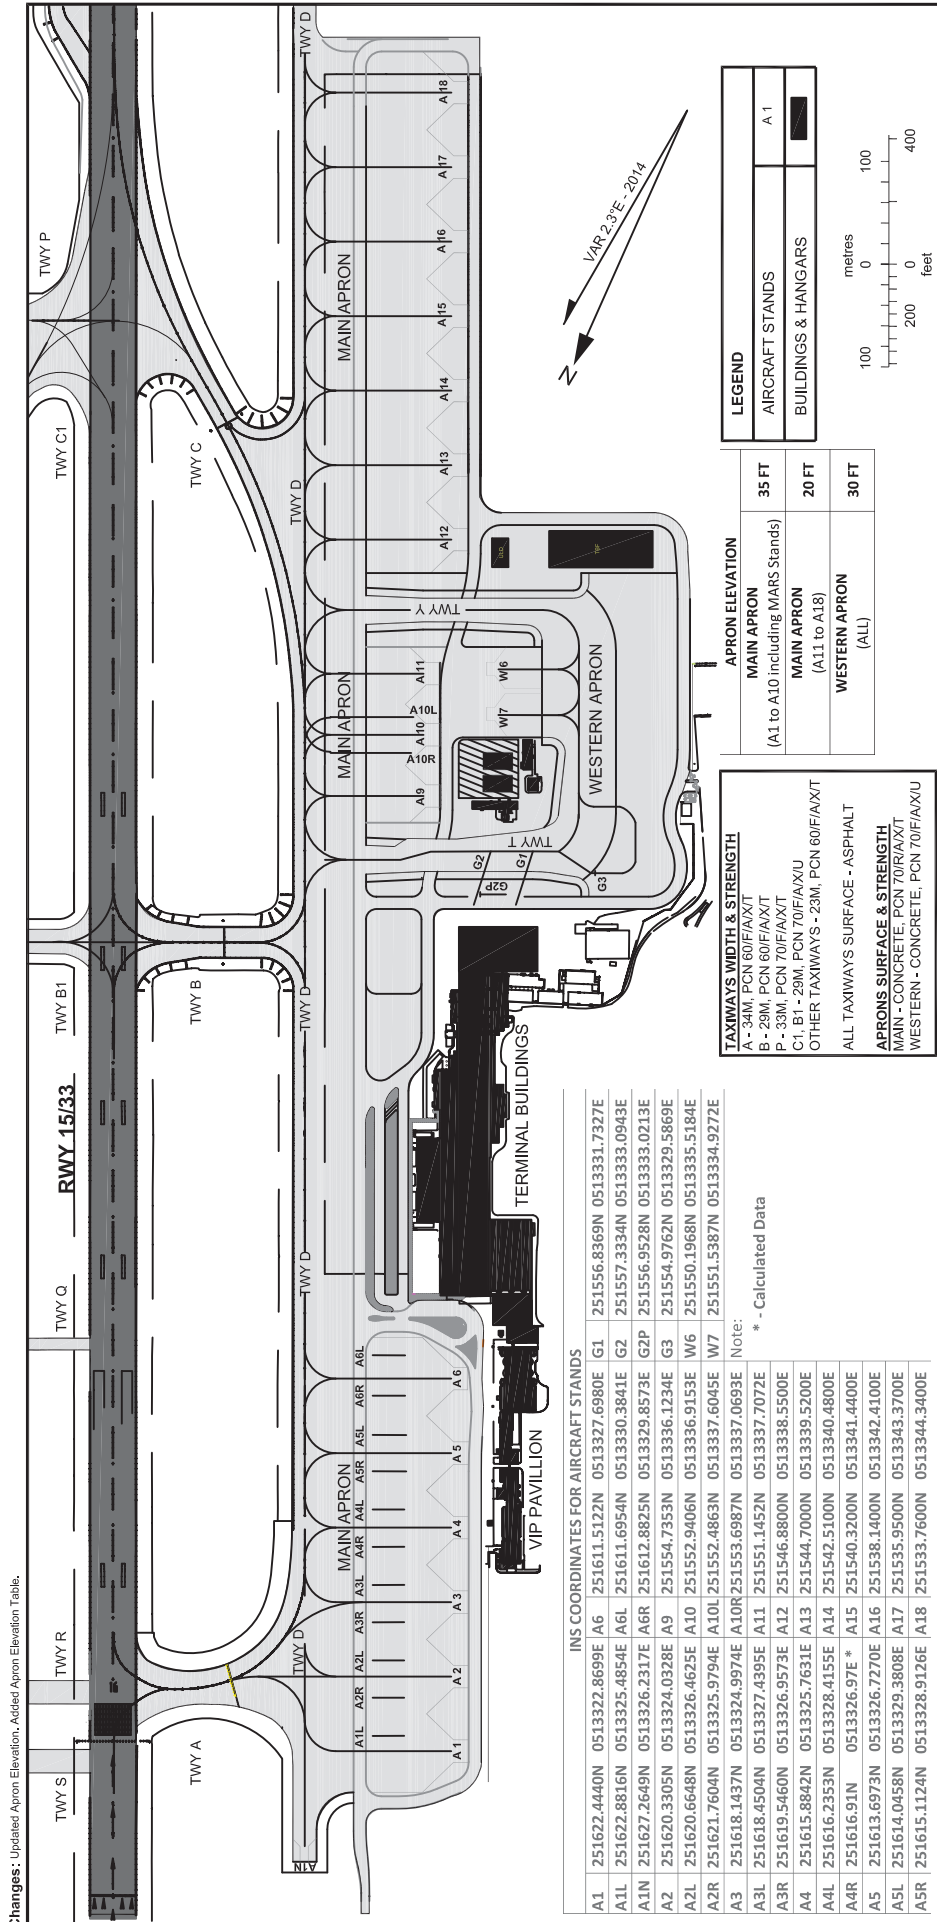 Changes: Updated Apron Elevation. Added Apron Elevation Table.
TWY S
TWY R
TWY Q
RWY 15/33
TWY B1
TWY C1
TWY P
TWY A
TWY B
TWY C
A1N
TWY D
TWY D
TWY D
TWY D
TWY D
MAIN APRON
MAIN APRON
MAIN APRON
A1L
A2R
A2L
A3R
A3L
A4R
A4L
A5R
A5L
A6R
A6L
A 1
A 2
A 3
A 4
A 5
A 6
A9
A10R
A10
A10L
A11
A12
A13
A14
A15
A16
A17
A18
TWY T
TWY Y
G2
G1
G2P
G3
W7
W6
WESTERN APRON
TERMINAL BUILDINGS
VIP PAVILLION
N
VAR 2.3°E - 2014
LEGEND
AIRCRAFT STANDS A 1
BUILDINGS & HANGARS
metres
100 0 100
200 0 400
feet
APRON ELEVATION
MAIN APRON 35 FT
(A1 to A10 including MARS Stands)
MAIN APRON 20 FT
(A11 to A18)
WESTERN APRON 30 FT
(ALL)
TAXIWAYS WIDTH & STRENGTH
A - 34M, PCN 60/F/A/X/T
B - 29M, PCN 60/F/A/X/T
P - 33M, PCN 70/F/A/X/T
C1, B1 - 29M, PCN 70/F/A/X/U
OTHER TAXIWAYS - 23M, PCN 60/F/A/X/T
ALL TAXIWAYS SURFACE - ASPHALT
APRONS SURFACE & STRENGTH
MAIN - CONCRETE, PCN 70/R/A/X/T
WESTERN - CONCRETE, PCN 70/F/A/X/U
INS COORDINATES FOR AIRCRAFT STANDS
A1 251622.4440N 0513322.8699E A6 251611.512N 0513327.6980E G1 251556.8369N 0513331.7327E
A1L 251622.8816N 0513325.4854E A6L 251611.6954N 0513330.3841E G2 251557.3334N 0513333.0943E
A1N 251627.2649N 0513326.2317E A6R 251612.8825N 0513329.8573E G2P 251556.9528N 0513333.0213E
A2 251620.3305N 0513324.0328E A9 251554.7353N 0513336.1234E G3 251554.9762N 0513329.5869E
A2L 251620.6648N 0513326.4625E A10 251552.9406N 0513336.9153E W6 251550.1968N 0513335.5184E
A2R 251621.7604N 0513325.9794E A10L 251552.4863N 0513337.6045E W7 251551.5387N 0513334.9272E
A3 251618.1437N 0513324.9974E A10R 251553.6987N 0513337.0693E Note:
A3L 251618.4504N 0513327.4395E A11 251551.1452N 0513337.7072E * - Calculated Data
A3R 251619.5460N 0513326.9573E A12 251546.8800N 0513338.5500E
A4 251615.8842N 0513325.7631E A13 251544.7000N 0513339.5200E
A4L 251616.2353N 0513328.4155E A14 251542.5100N 0513340.4800E
A4R 251616.91N 0513326.97E * A15 251540.3200N 0513341.4400E
A5 251613.6973N 0513326.7270E A16 251538.1400N 0513342.4100E
A5L 251614.0458N 0513329.3808E A17 251535.9500N 0513343.3700E
A5R 251615.1124N 0513328.9126E A18 251533.7600N 0513344.3400E